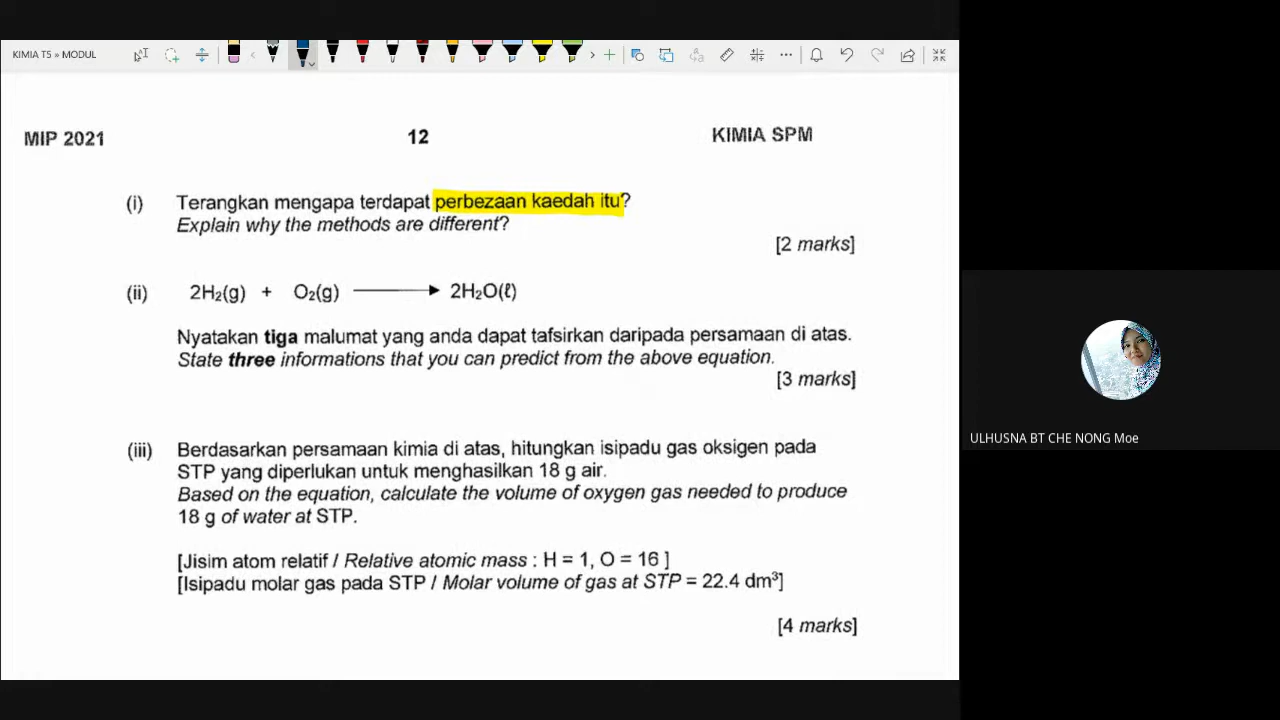 KIMIA T5 » MODUL
MIP 2021
12
KIMIA SPM
(i) Terangkan mengapa terdapat perbezaan kaedah itu?
Explain why the methods are different?
[2 marks]
(ii) 2H₂(g) + O₂(g) → 2H₂O(ℓ)
Nyatakan tiga malumat yang anda dapat tafsirkan daripada persamaan di atas.
State three informations that you can predict from the above equation.
[3 marks]
(iii) Berdasarkan persamaan kimia di atas, hitungkan isipadu gas oksigen pada
STP yang diperlukan untuk menghasilkan 18 g air.
Based on the equation, calculate the volume of oxygen gas needed to produce
18 g of water at STP.
[Jisim atom relatif / Relative atomic mass : H = 1, O = 16 ]
[Isipadu molar gas pada STP / Molar volume of gas at STP = 22.4 dm³]
[4 marks]
ULHUSNA BT CHE NONG Moe